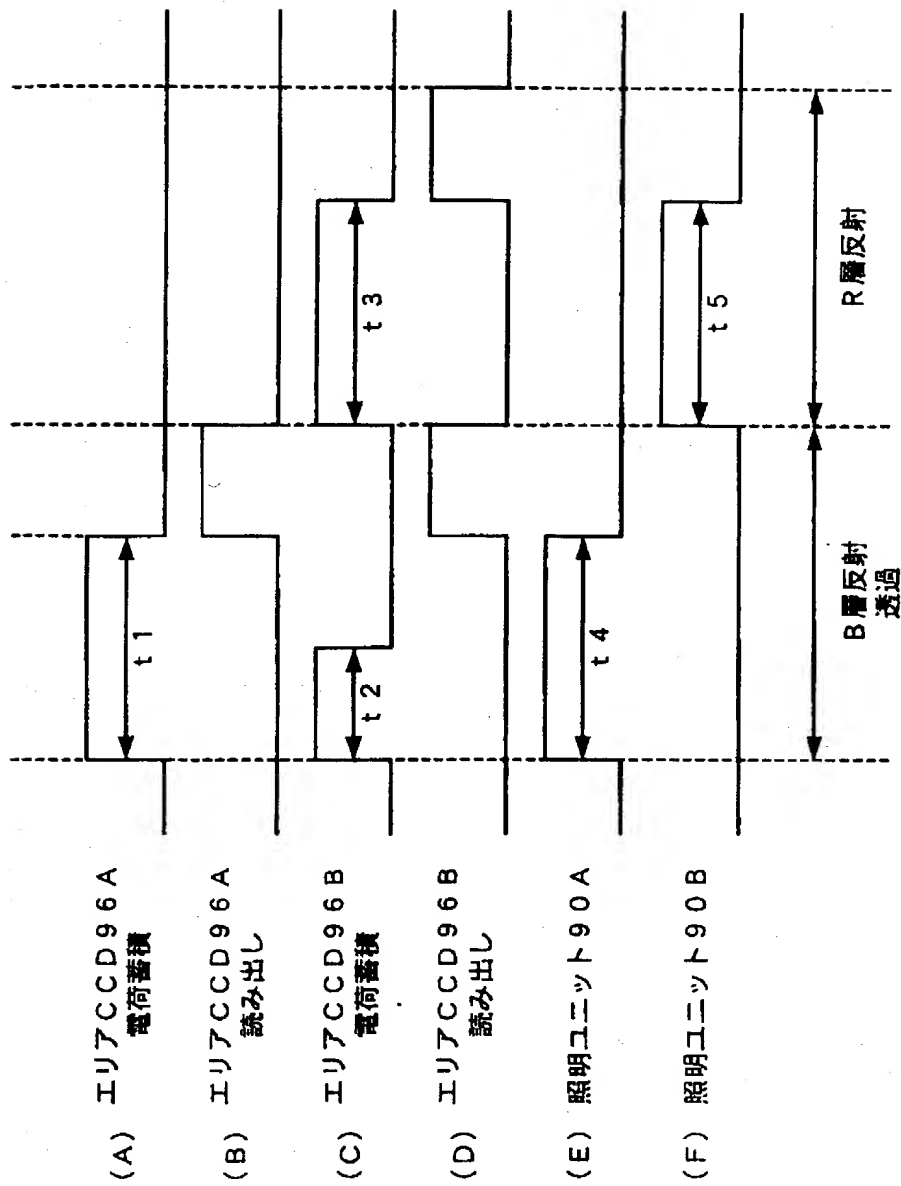 (A) エリアCCD96A
電荷蓄積
t1
(B) エリアCCD96A
読み出し
(C) エリアCCD96B
電荷蓄積
t2
t3
(D) エリアCCD96B
読み出し
(E) 照明ユニット90A
t4
(F) 照明ユニット90B
t5
B層反射
透過
R層反射